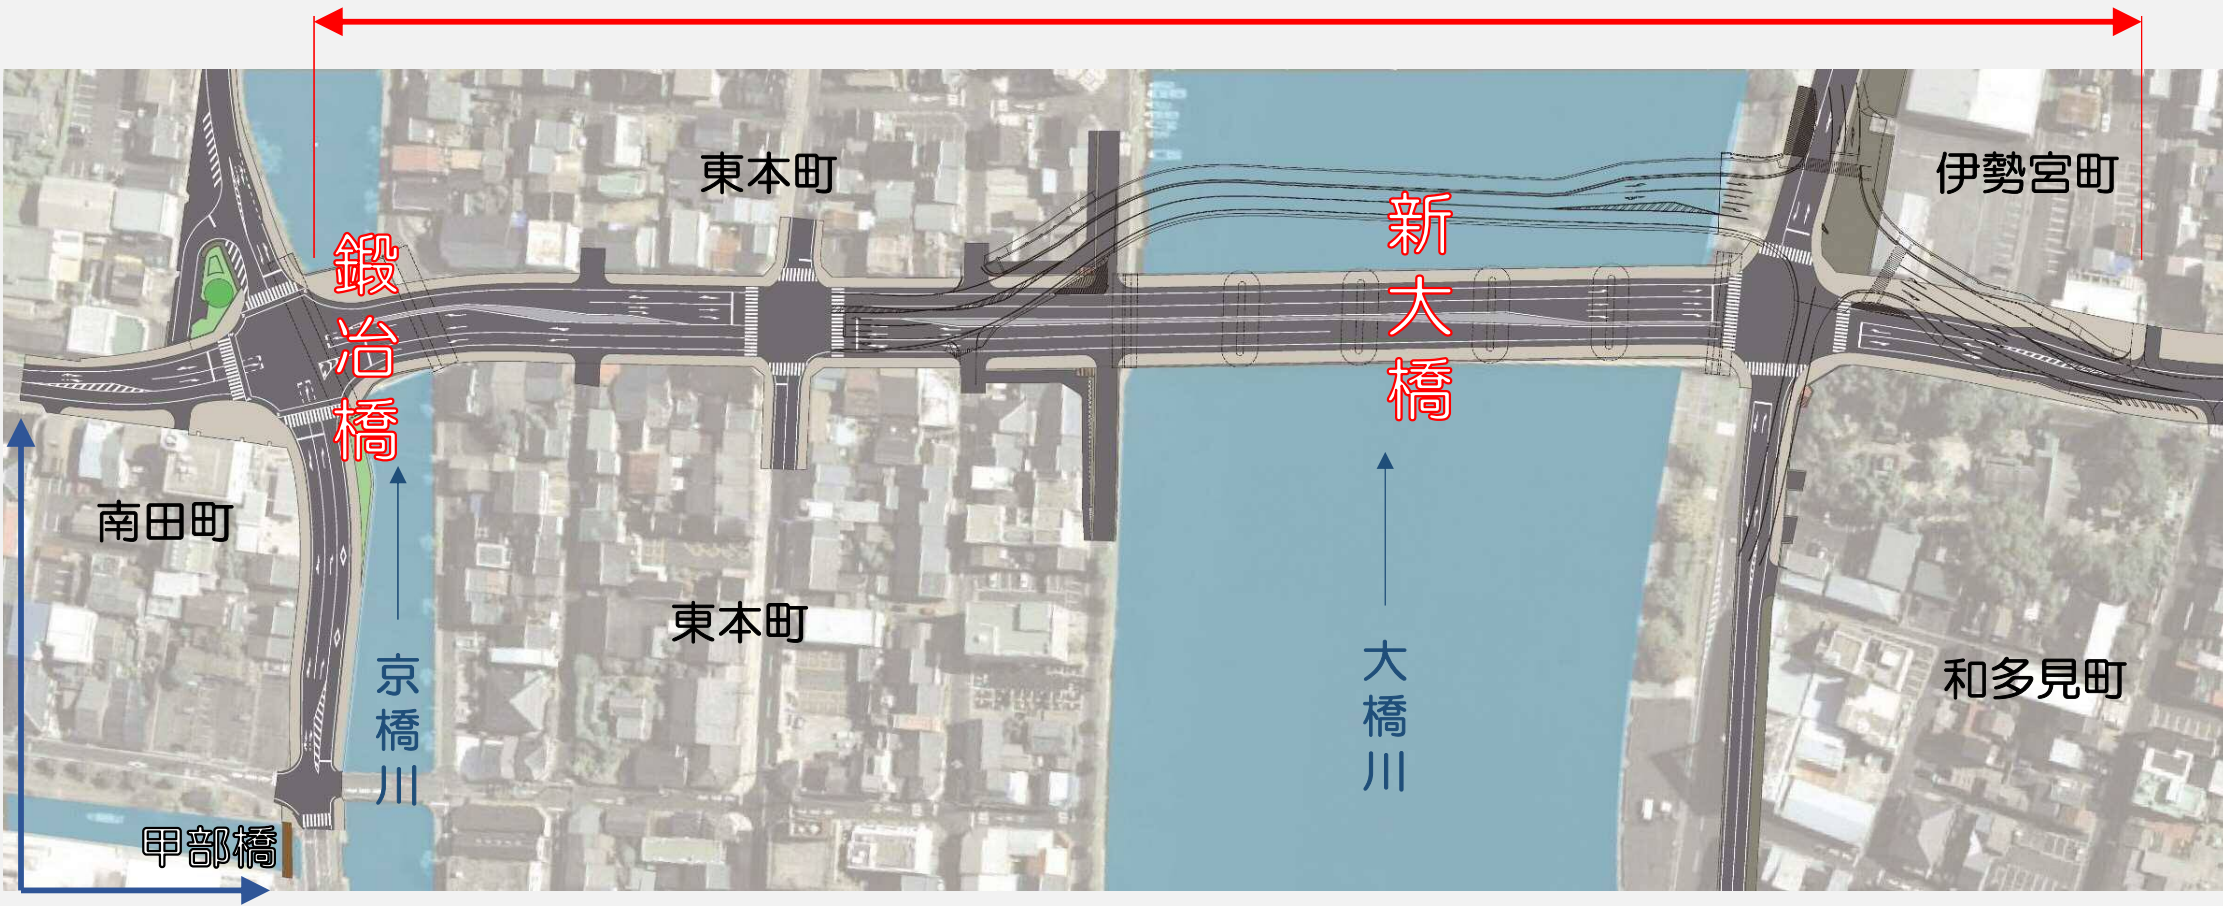 東本町
伊勢宮町
新大橋
鍛冶橋
南田町
東本町
京橋川
大橋川
和多見町
甲部橋